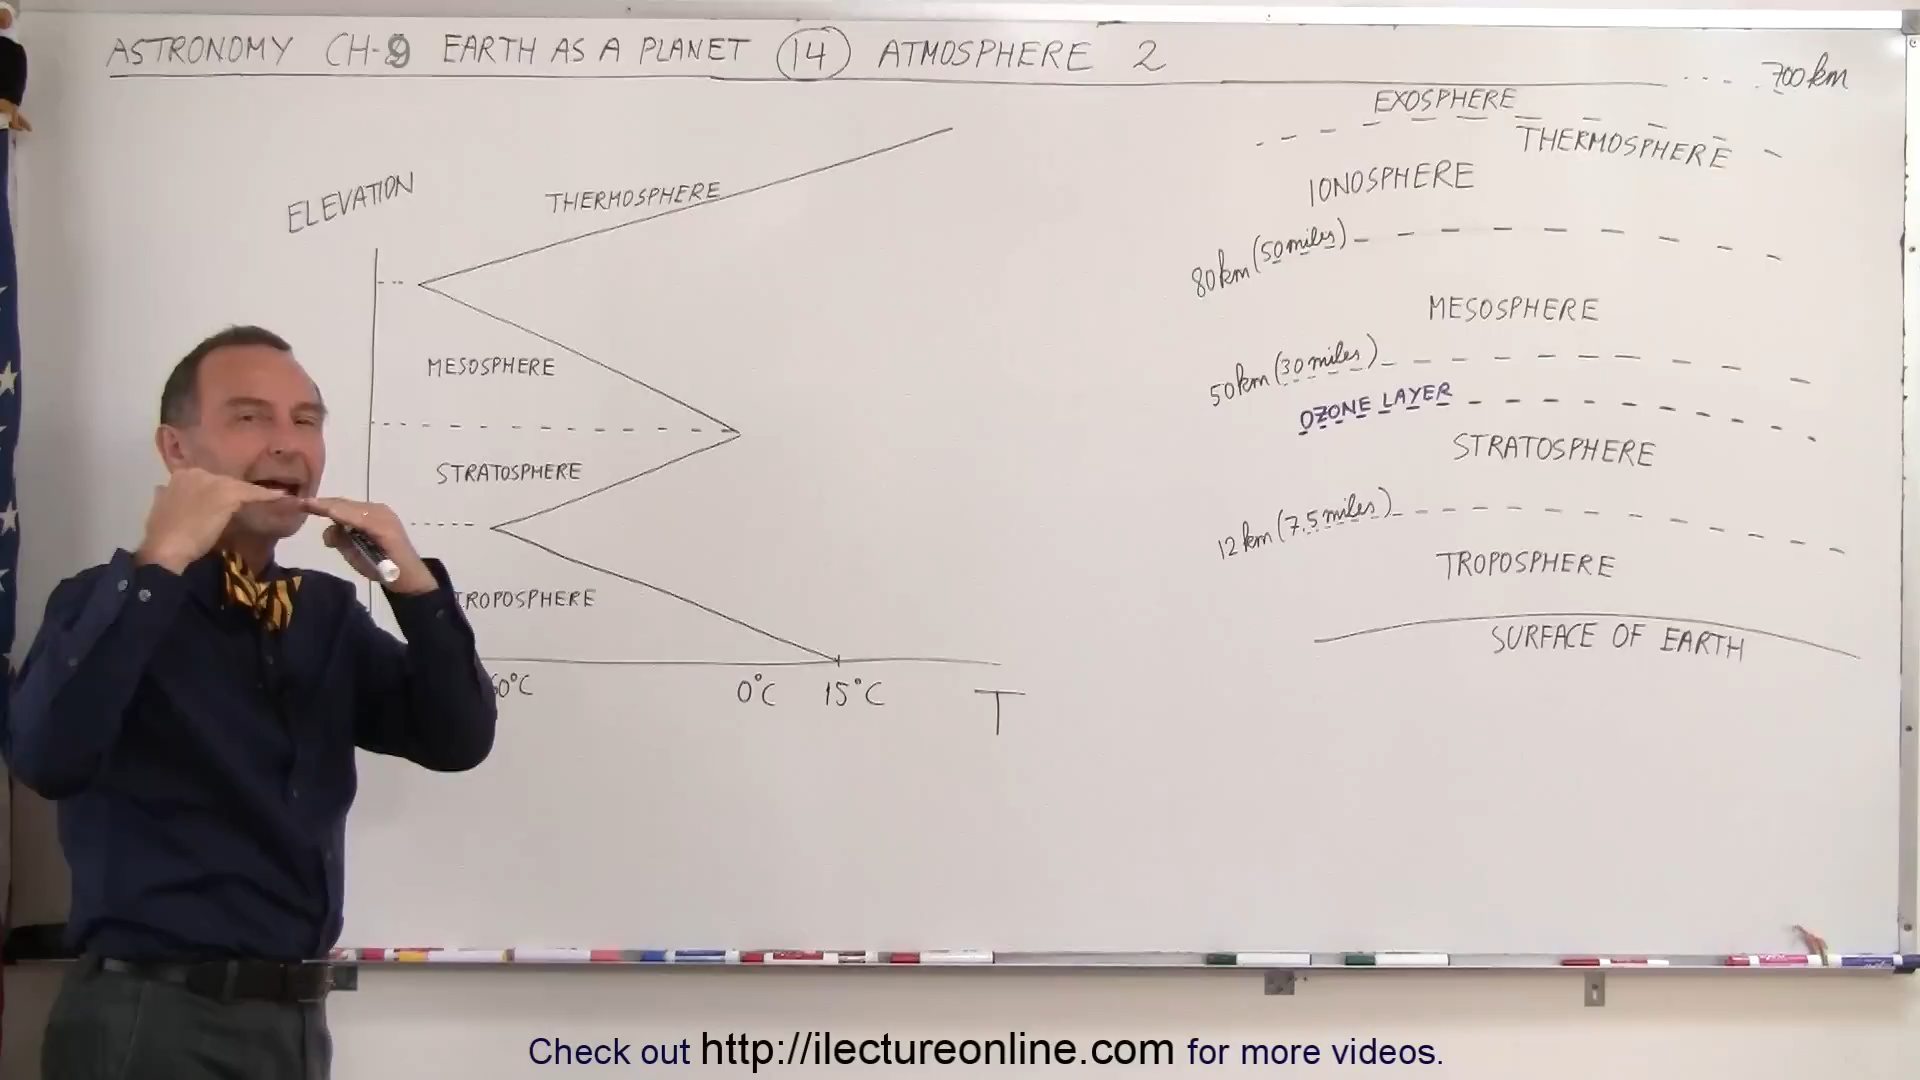 ASTRONOMY CH-9 EARTH AS A PLANET 14 ATMOSPHERE 2
700 km
EXOSPHERE
THERMOSPHERE
IONOSPHERE
80 km (50 miles)
MESOSPHERE
50 km (30 miles)
OZONE LAYER
STRATOSPHERE
12 km (7.5 miles)
TROPOSPHERE
SURFACE OF EARTH
ELEVATION
THERMOSPHERE
MESOSPHERE
STRATOSPHERE
ROPOSPHERE
0°C 15°C T
Check out http://ilectureonline.com for more videos.